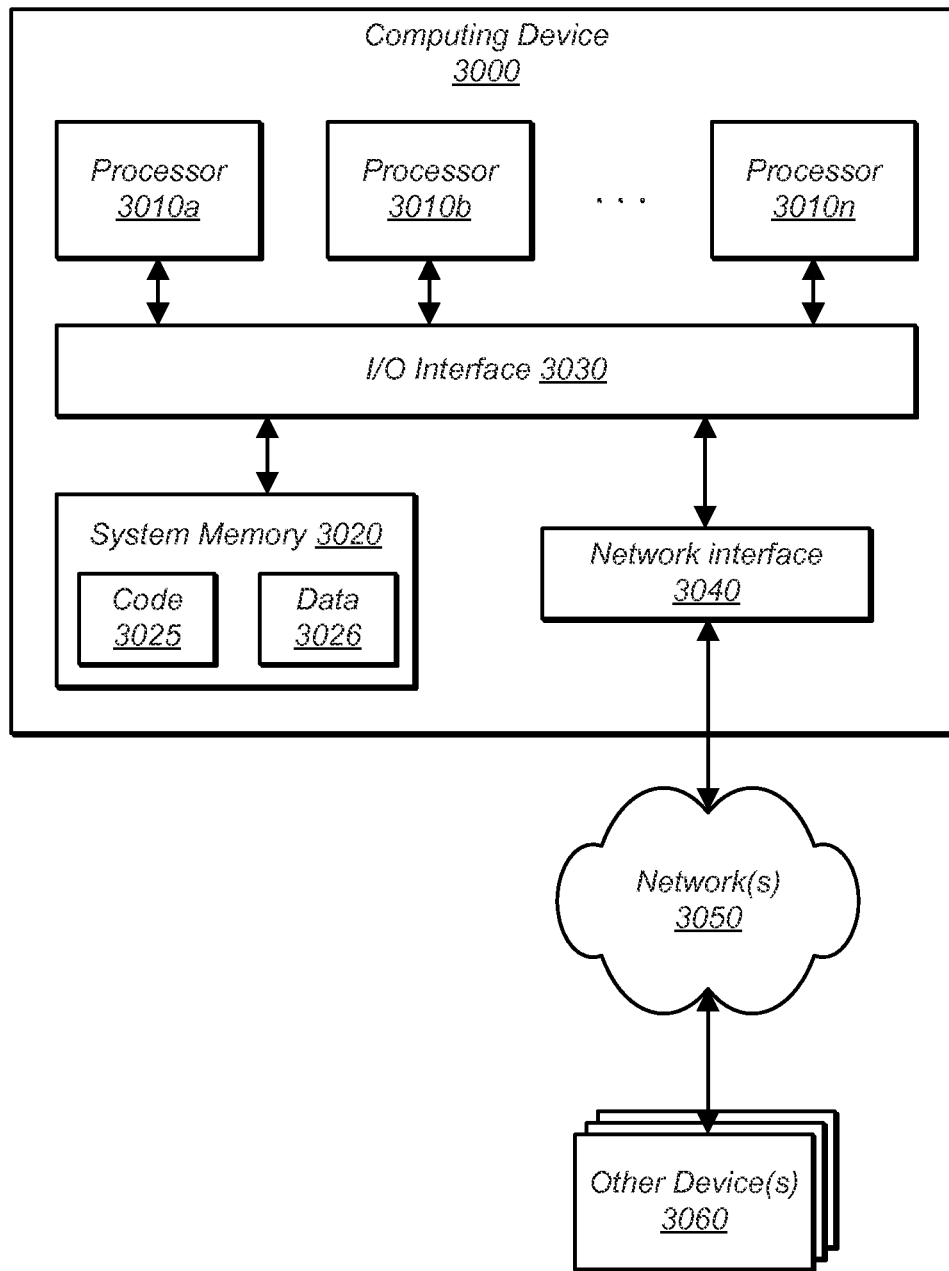 Computing Device
3000
Processor
3010a
Processor
3010b
. . .
Processor
3010n
I/O Interface 3030
System Memory 3020
Code
3025
Data
3026
Network interface
3040
Network(s)
3050
Other Device(s)
3060